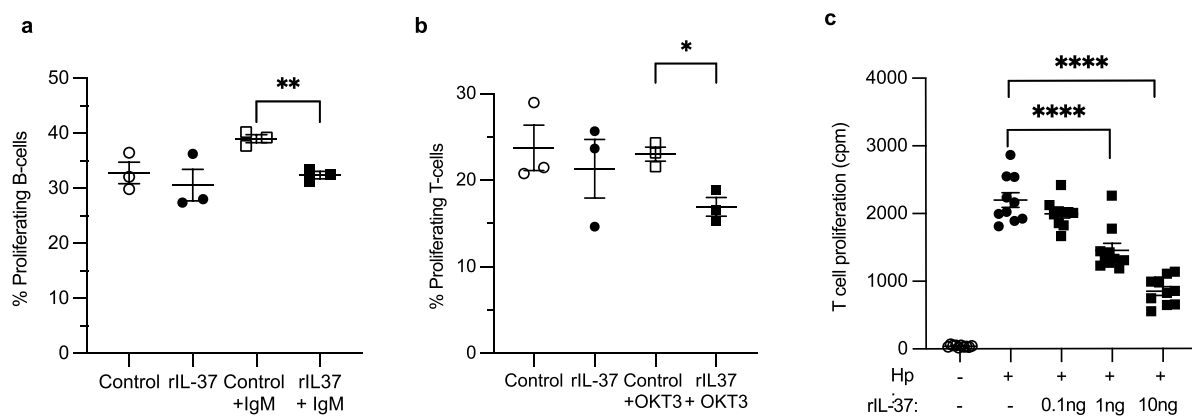 a
50
40
30
20
10
0
% Proliferating B-cells
**
Control rIL-37 Control rIL37
+IgM + IgM
b
30
20
10
0
% Proliferating T-cells
*
Control rIL-37 Control rIL37
+OKT3 + OKT3
c
4000
3000
2000
1000
0
T cell proliferation (cpm)
****
****
Hp - + + + +
:
rIL-37: - - 0.1ng 1ng 10ng